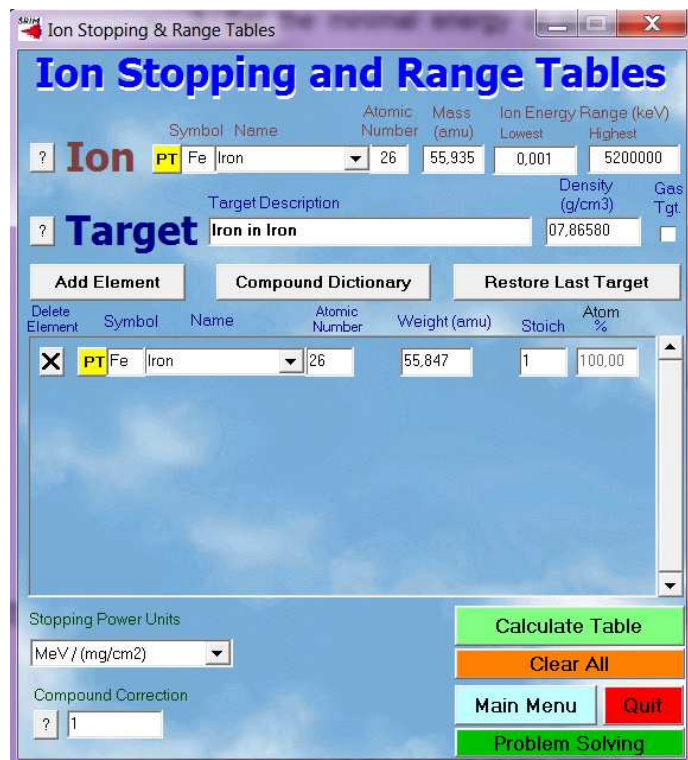 SRIM Ion Stopping & Range Tables
Ion Stopping and Range Tables
Symbol Name Atomic Number Mass (amu) Ion Energy Range (keV) Lowest Highest
? Ion PT Fe Iron 26 55,935 0,001 5200000
Target Description Density (g/cm3) Gas Tgt.
? Target Iron in Iron 07,86580
Add Element Compound Dictionary Restore Last Target
Delete Element Symbol Name Atomic Number Weight (amu) Stoich Atom %
X PT Fe Iron 26 55,847 1 100,00
Stopping Power Units
MeV / (mg/cm2)
Calculate Table
Clear All
Compound Correction
? 1
Main Menu Quit
Problem Solving